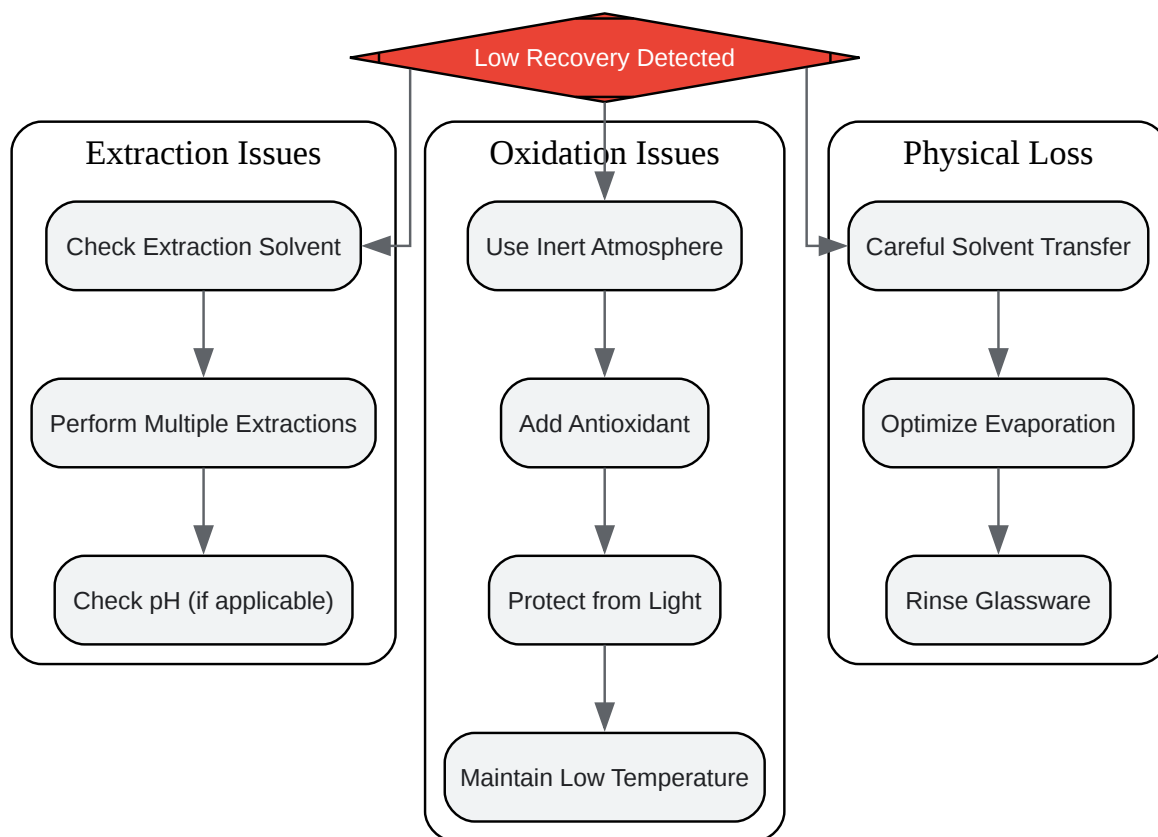 Low Recovery Detected
Extraction Issues
Check Extraction Solvent
Perform Multiple Extractions
Check pH (if applicable)
Oxidation Issues
Use Inert Atmosphere
Add Antioxidant
Protect from Light
Maintain Low Temperature
Physical Loss
Careful Solvent Transfer
Optimize Evaporation
Rinse Glassware